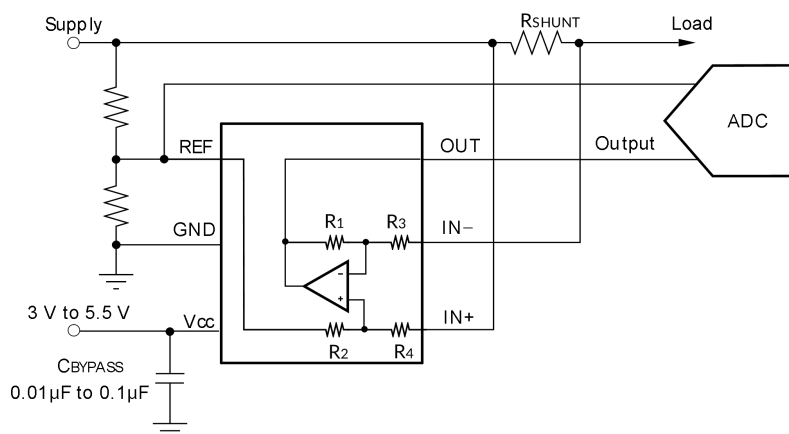 Supply
RSHUNT
Load
ADC
REF
OUT
Output
GND
R1
R3
IN−
-
+
3 V to 5.5 V
Vcc
IN+
R2
R4
CBYPASS
0.01µF to 0.1µF